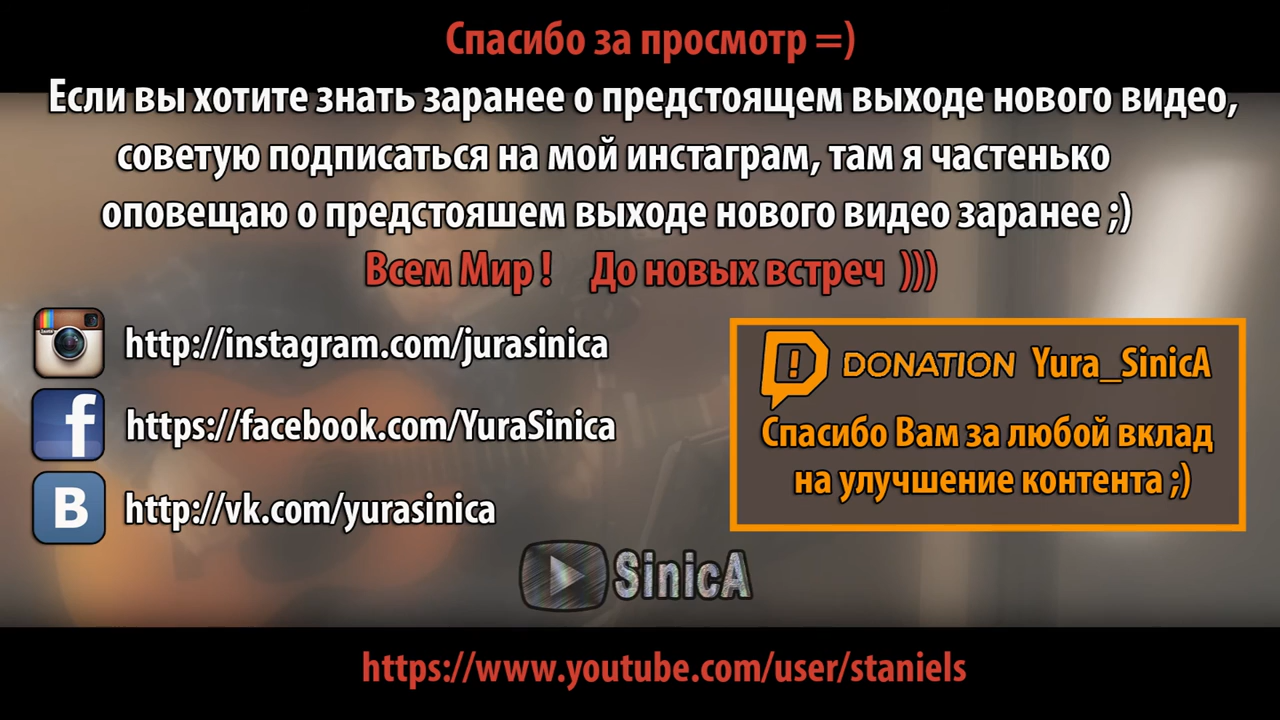 Спасибо за просмотр =)
Если вы хотите знать заранее о предстоящем выходе нового видео,
советую подписаться на мой инстаграм, там я частенько
оповещаю о предстояшем выходе нового видео заранее ;)
Всем Мир ! До новых встреч )))
http://instagram.com/jurasinica
https://facebook.com/YuraSinica
http://vk.com/yurasinica
DONATION Yura_SinicA
Спасибо Вам за любой вклад
на улучшение контента ;)
SinicA
https://www.youtube.com/user/staniels